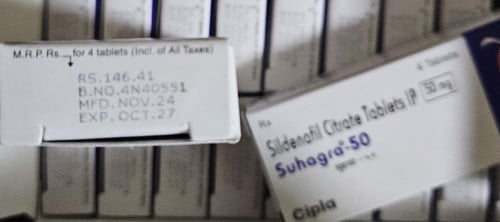 M.R.P. Rs. for 4 tablets (Incl. of All Taxes)
RS.146.41
B.NO.4N40551
MFD.NOV.24
EXP.OCT.27
4 Tablets
Rx
Sildenafil Citrate Tablets IP 50 mg
Suhagra-50
Cipla